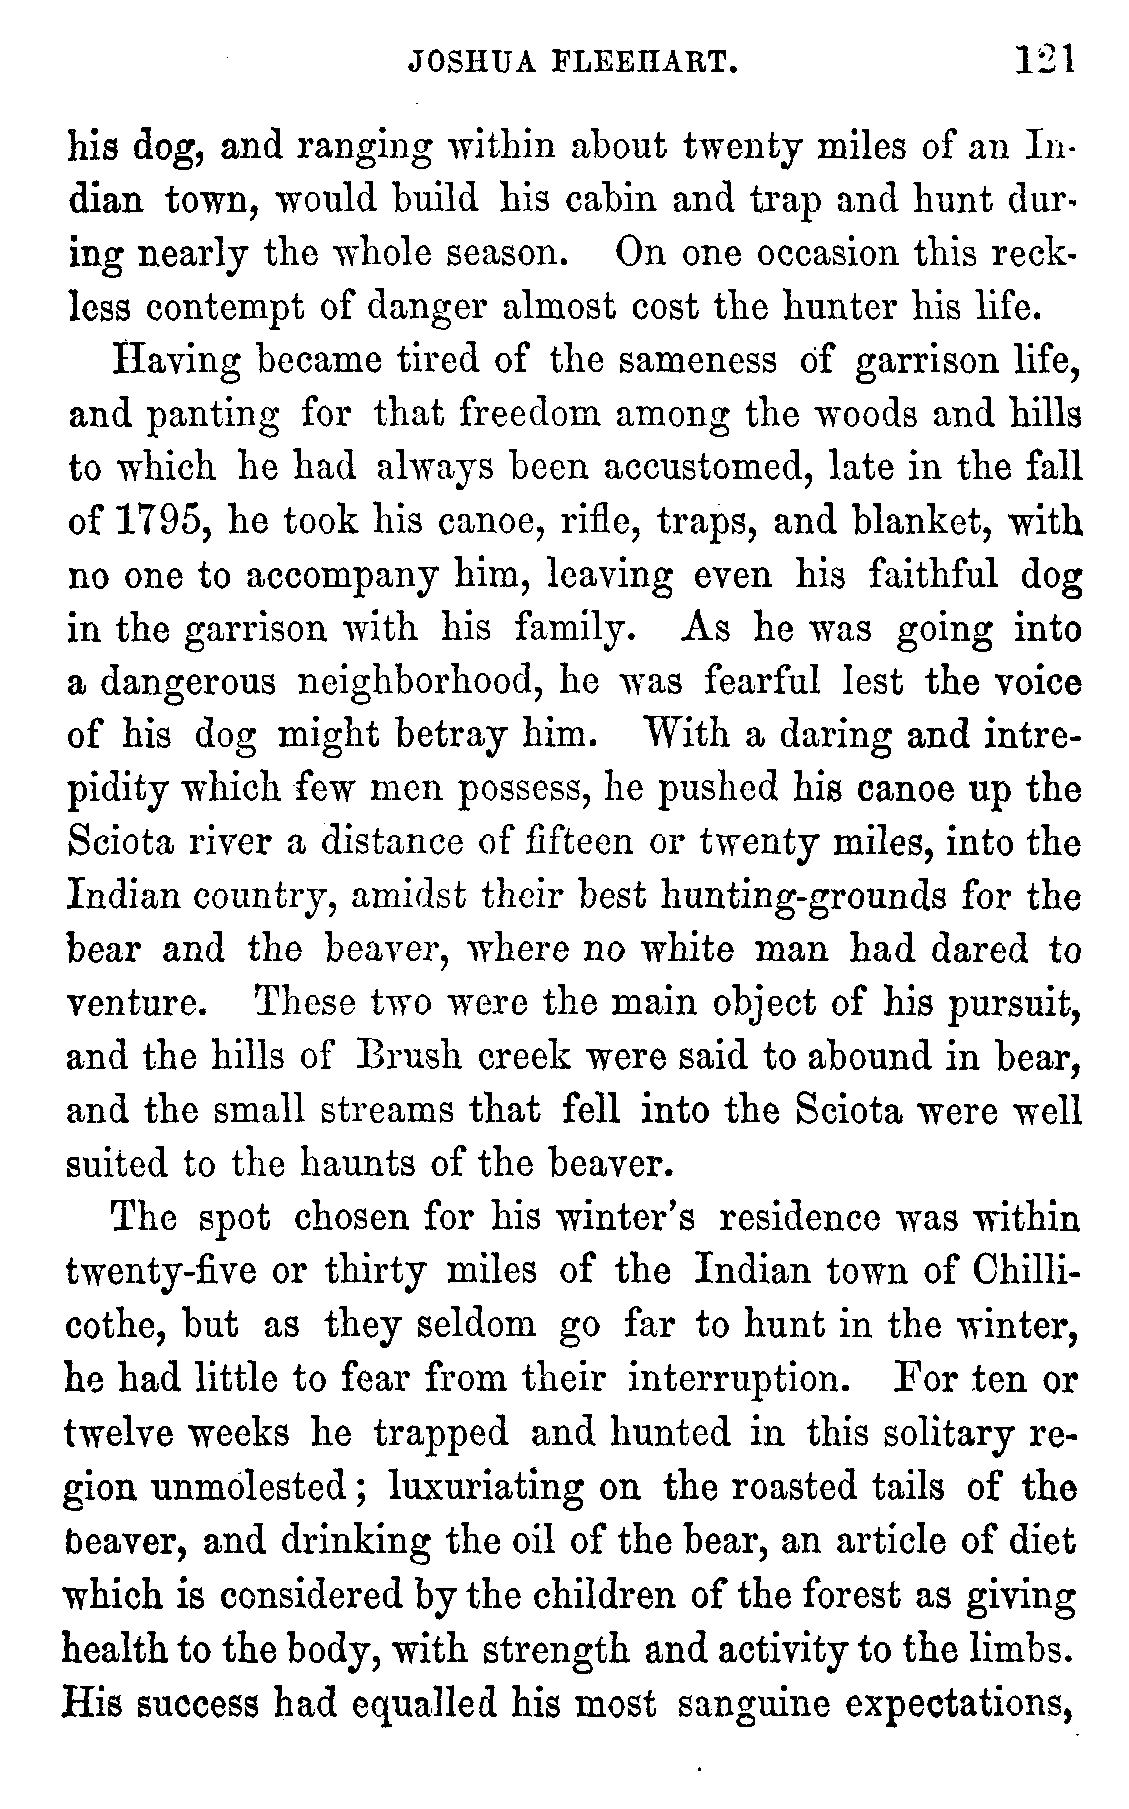 JOSHUA FLEEHART. 121
his dog, and ranging within about twenty miles of an In-
dian town, would build his cabin and trap and hunt dur-
ing nearly the whole season. On one occasion this reck-
less contempt of danger almost cost the hunter his life.
Having became tired of the sameness of garrison life,
and panting for that freedom among the woods and hills
to which he had always been accustomed, late in the fall
of 1795, he took his canoe, rifle, traps, and blanket, with
no one to accompany him, leaving even his faithful dog
in the garrison with his family. As he was going into
a dangerous neighborhood, he was fearful lest the voice
of his dog might betray him. With a daring and intre-
pidity which few men possess, he pushed his canoe up the
Sciota river a distance of fifteen or twenty miles, into the
Indian country, amidst their best hunting-grounds for the
bear and the beaver, where no white man had dared to
venture. These two were the main object of his pursuit,
and the hills of Brush creek were said to abound in bear,
and the small streams that fell into the Sciota were well
suited to the haunts of the beaver.
The spot chosen for his winter's residence was within
twenty-five or thirty miles of the Indian town of Chilli-
cothe, but as they seldom go far to hunt in the winter,
he had little to fear from their interruption. For ten or
twelve weeks he trapped and hunted in this solitary re-
gion unmolested; luxuriating on the roasted tails of the
beaver, and drinking the oil of the bear, an article of diet
which is considered by the children of the forest as giving
health to the body, with strength and activity to the limbs.
His success had equalled his most sanguine expectations,